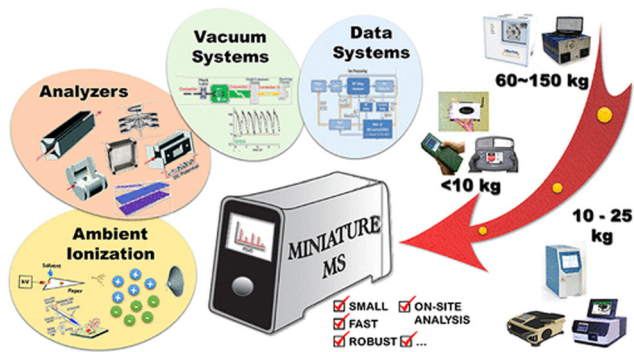 Vacuum
Systems
Data
Systems
60~150 kg
Analyzers
<10 kg
10 - 25
kg
Ambient
Ionization
Solvent
kV
Paper
MINIATURE
MS
SMALL
ON-SITE
ANALYSIS
FAST
ROBUST
...